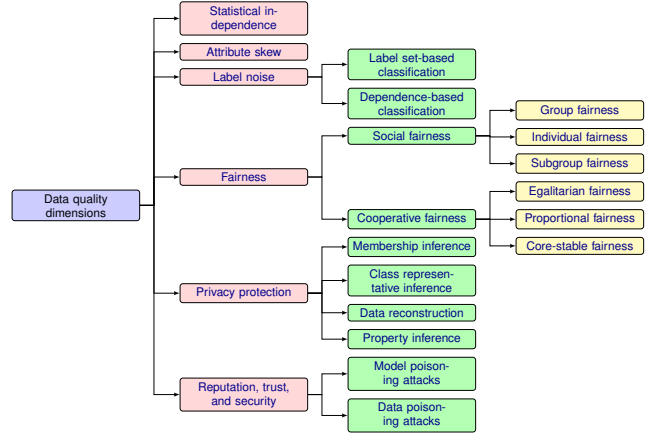 Statistical in-
dependence
Attribute skew
Label noise
Label set-based
classification
Dependence-based
classification
Group fairness
Social fairness
Individual fairness
Subgroup fairness
Fairness
Egalitarian fairness
Data quality
dimensions
Cooperative fairness
Proportional fairness
Core-stable fairness
Membership inference
Class represen-
tative inference
Privacy protection
Data reconstruction
Property inference
Model poison-
ing attacks
Reputation, trust,
and security
Data poison-
ing attacks